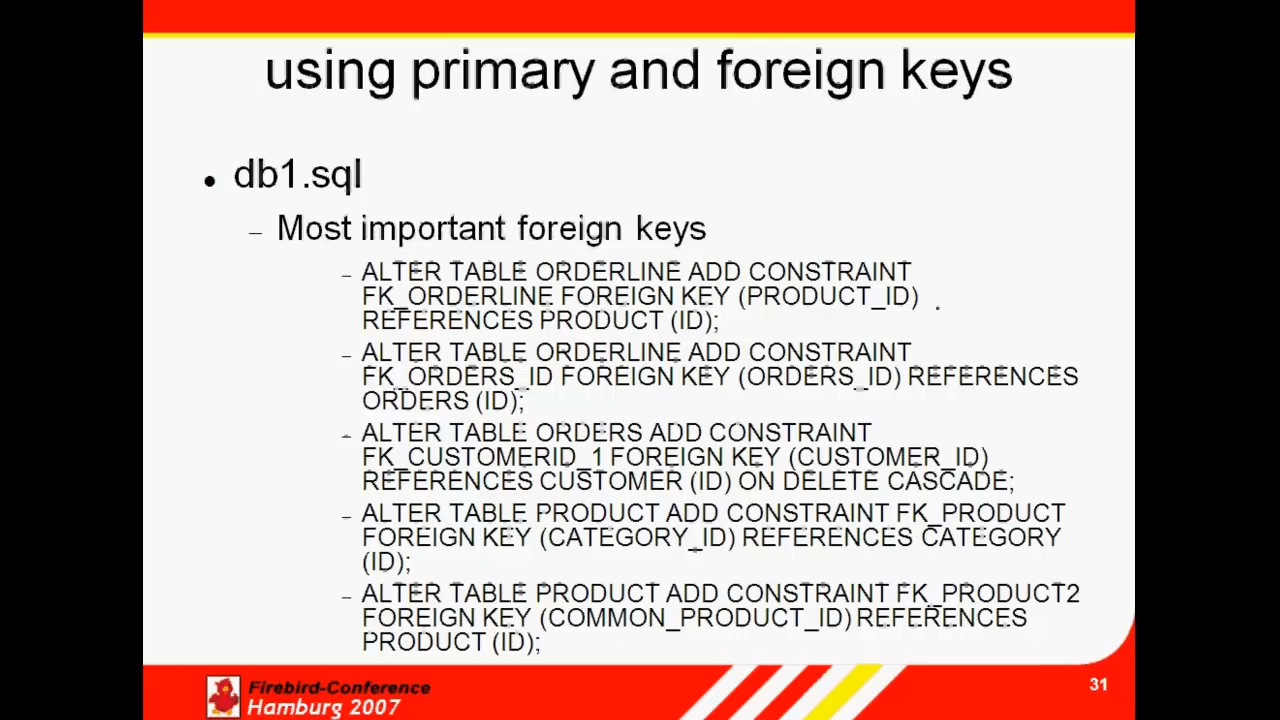 using primary and foreign keys
• db1.sql
– Most important foreign keys
– ALTER TABLE ORDERLINE ADD CONSTRAINT
FK_ORDERLINE FOREIGN KEY (PRODUCT_ID)
REFERENCES PRODUCT (ID);
– ALTER TABLE ORDERLINE ADD CONSTRAINT
FK_ORDERS_ID FOREIGN KEY (ORDERS_ID) REFERENCES
ORDERS (ID);
– ALTER TABLE ORDERS ADD CONSTRAINT
FK_CUSTOMERID_1 FOREIGN KEY (CUSTOMER_ID)
REFERENCES CUSTOMER (ID) ON DELETE CASCADE;
– ALTER TABLE PRODUCT ADD CONSTRAINT FK_PRODUCT
FOREIGN KEY (CATEGORY_ID) REFERENCES CATEGORY
(ID);
– ALTER TABLE PRODUCT ADD CONSTRAINT FK_PRODUCT2
FOREIGN KEY (COMMON_PRODUCT_ID) REFERENCES
PRODUCT (ID);
Firebird-Conference
Hamburg 2007
31